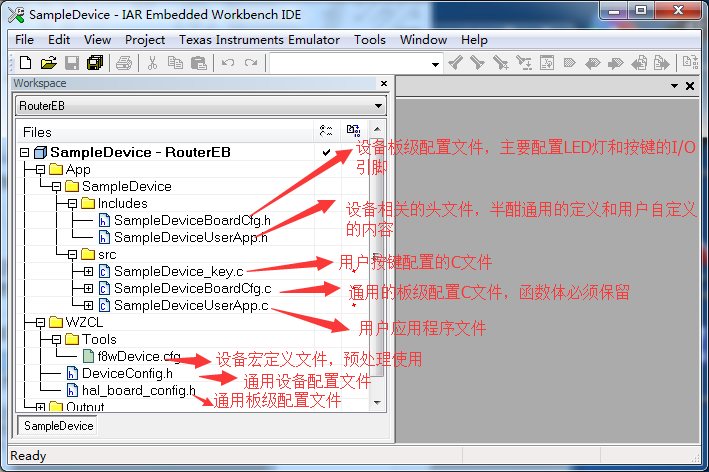 SampleDevice - IAR Embedded Workbench IDE
File Edit View Project Texas Instruments Emulator Tools Window Help
Workspace
RouterEB
Files
SampleDevice - RouterEB
设备板级配置文件，主要配置LED灯和按键的I/O
引脚
App
SampleDevice
Includes
SampleDeviceBoardCfg.h
设备相关的头文件，半酣通用的定义和用户自定义
的内容
SampleDeviceUserApp.h
src
SampleDevice_key.c
用户按键配置的C文件
SampleDeviceBoardCfg.c
通用的板级配置C文件，函数体必须保留
SampleDeviceUserApp.c
用户应用程序文件
WZCL
Tools
f8wDevice.cfg
设备宏定义文件，预处理使用
DeviceConfig.h
通用设备配置文件
hal_board_config.h
通用板级配置文件
Output
SampleDevice
Ready